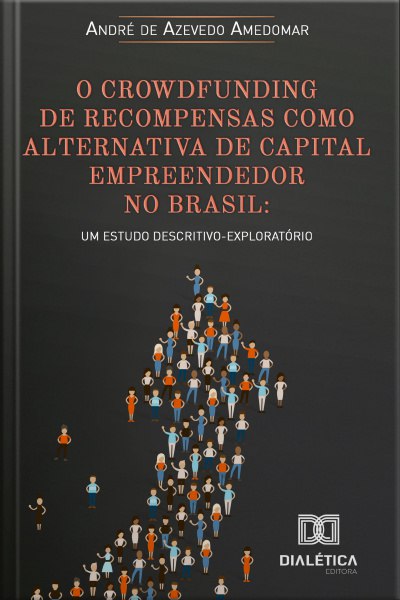 ANDRÉ DE AZEVEDO AMEDOMAR
O CROWDFUNDING
DE RECOMPENSAS COMO
ALTERNATIVA DE CAPITAL
EMPREENDEDOR
NO BRASIL:
UM ESTUDO DESCRITIVO-EXPLORATÓRIO
DIALÉTICA
EDITORA